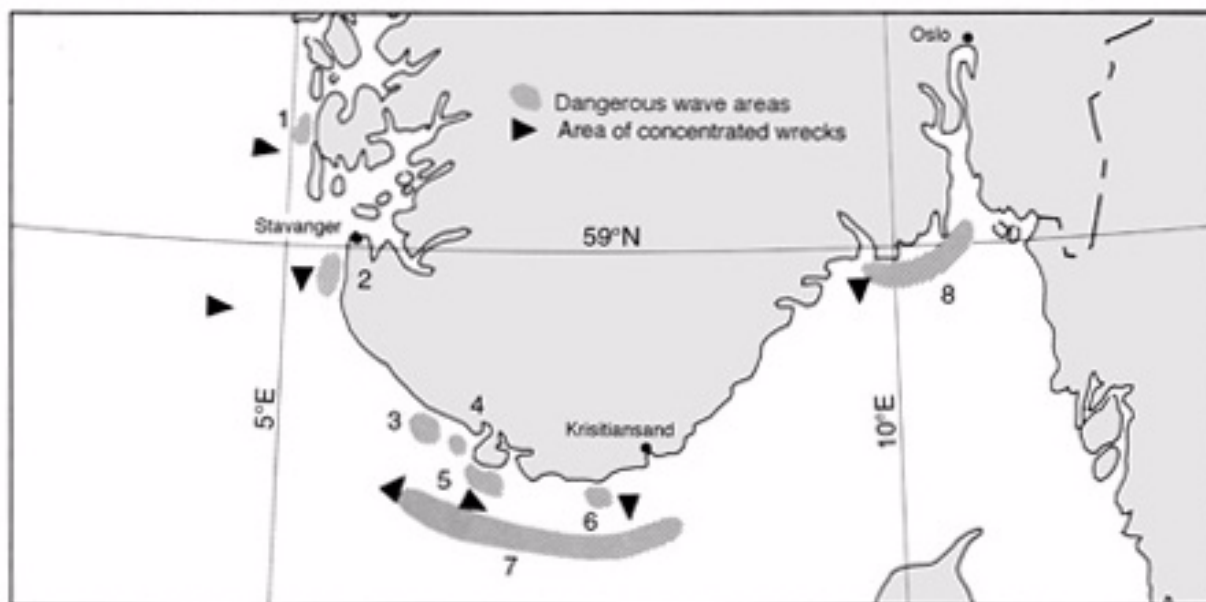 Oslo
Dangerous wave areas
Area of concentrated wrecks
1
Stavanger
59°N
2
8
5°E
3
4
Krisitiansand
10°E
5
6
7